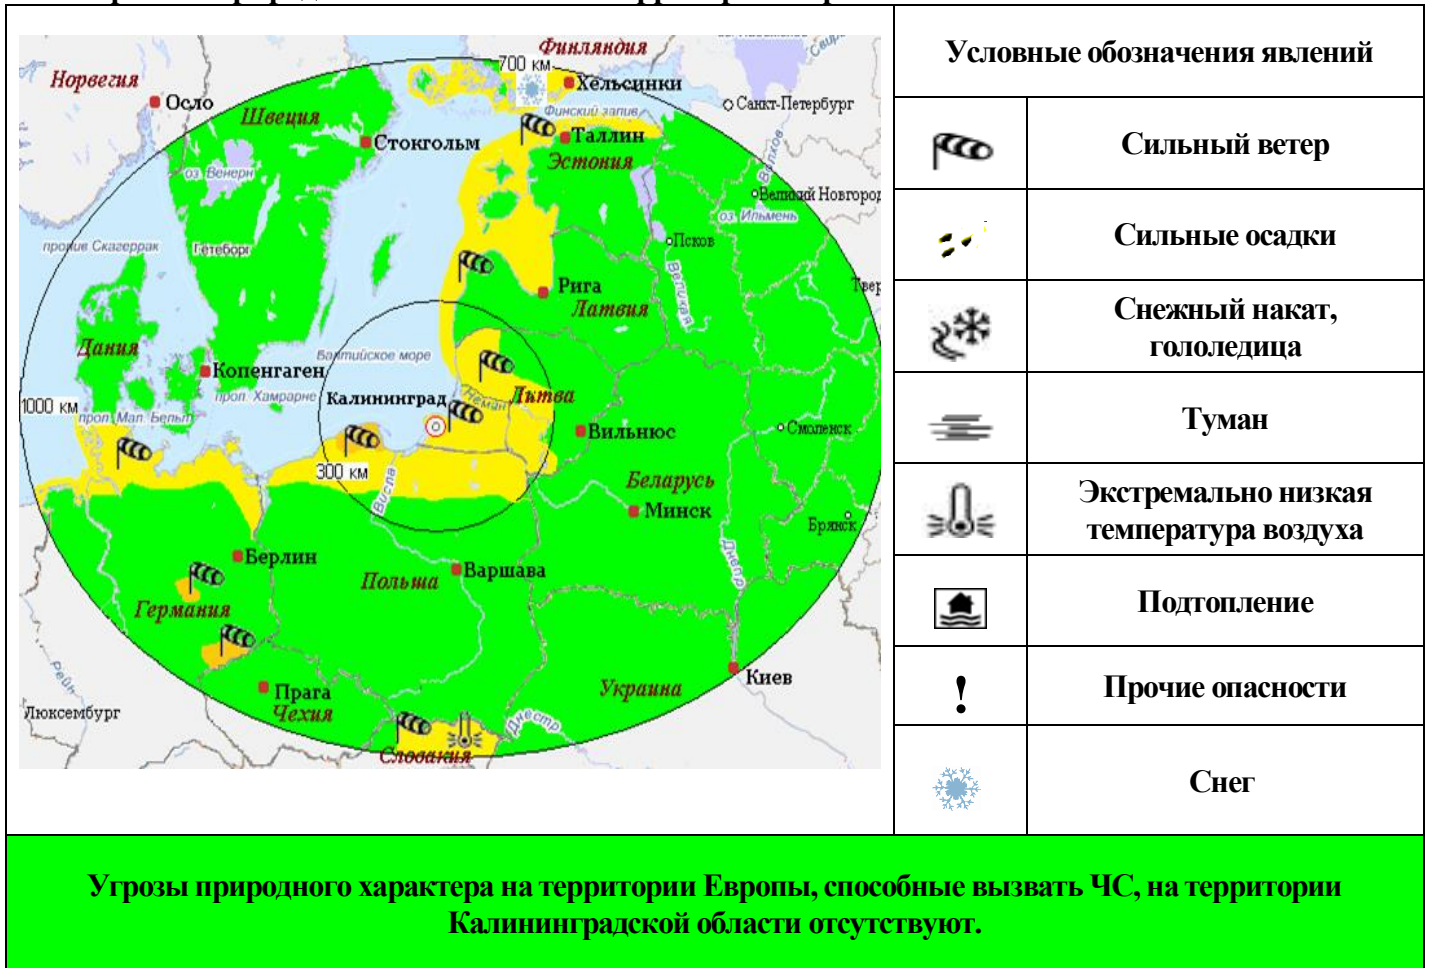 Финляндия
700 км
Норвегия
Хельсинки
Осло
Санкт-Петербург
Швеция
Финский залив
Стокгольм
Таллин
Эстония
Волхов
оз. Венерн
Великий Новгород
оз. Ильмень
пролив Скагеррак
Гётеборг
Псков
Великая
Твер
Рига
Латвия
Дания
Балтийское море
Копенгаген
прол. Хамрарне
Калининград
Неман
Литва
1000 км
прол. Мал. Бельт
Вильнюс
Смоленск
300 км
Висла
Беларусь
Минск
Брянск
Днепр
Берлин
Польша
Варшава
Германия
Рейн
Прага
Чехия
Украина
Киев
Люксембург
Днестр
Словакия
Условные обозначения явлений
Сильный ветер
Сильные осадки
Снежный накат,
гололедица
Туман
Экстремально низкая
температура воздуха
Подтопление
!
Прочие опасности
Снег
Угрозы природного характера на территории Европы, способные вызвать ЧС, на территории
Калининградской области отсутствуют.